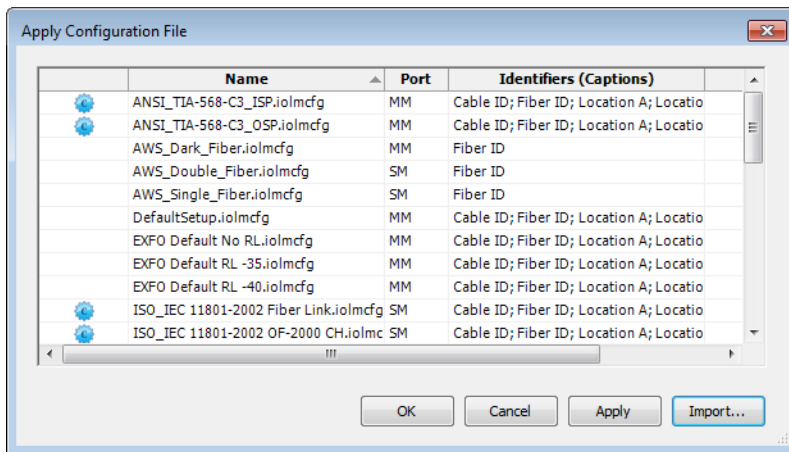 Apply Configuration File
Name Port Identifiers (Captions)
ANSI_TIA-568-C3_ISP.iolmcfg MM Cable ID; Fiber ID; Location A; Locatio
ANSI_TIA-568-C3_OSP.iolmcfg MM Cable ID; Fiber ID; Location A; Locatio
AWS_Dark_Fiber.iolmcfg MM Fiber ID
AWS_Double_Fiber.iolmcfg SM Fiber ID
AWS_Single_Fiber.iolmcfg SM Fiber ID
DefaultSetup.iolmcfg MM Cable ID; Fiber ID; Location A; Locatio
EXFO Default No RL.iolmcfg MM Cable ID; Fiber ID; Location A; Locatio
EXFO Default RL -35.iolmcfg MM Cable ID; Fiber ID; Location A; Locatio
EXFO Default RL -40.iolmcfg MM Cable ID; Fiber ID; Location A; Locatio
ISO_IEC 11801-2002 Fiber Link.iolmcfg SM Cable ID; Fiber ID; Location A; Locatio
ISO_IEC 11801-2002 OF-2000 CH.iolmc SM Cable ID; Fiber ID; Location A; Locatio
OK Cancel Apply Import...